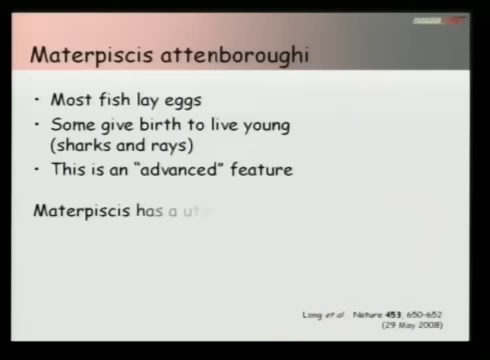 Materpiscis attenboroughi
· Most fish lay eggs
· Some give birth to live young
(sharks and rays)
· This is an "advanced" feature
Materpiscis has a
Long et al. Nature 453, 650-652
(29 May 2008)